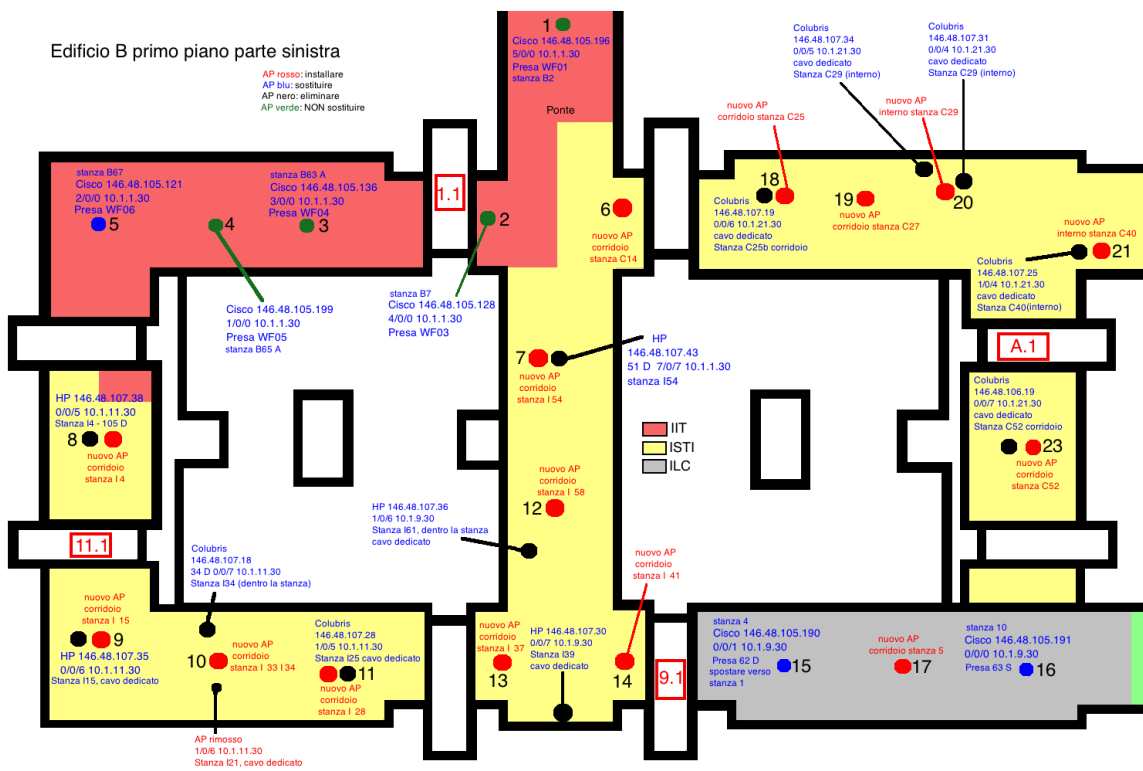 Edificio B primo piano parte sinistra
AP rosso: installare
AP blu: sostituire
AP nero: eliminare
AP verde: NON sostituire
1
Cisco 146.48.105.196
5/0/0 10.1.1.30
Presa WF01
stanza B2
Ponte
Colubris
146.48.107.34
0/0/5 10.1.21.30
cavo dedicato
Stanza C29 (interno)
Colubris
146.48.107.31
0/0/4 10.1.21.30
cavo dedicato
Stanza C29 (interno)
nuovo AP
corridoio stanza C25
nuovo AP
interno stanza C29
stanza B67
Cisco 146.48.105.121
2/0/0 10.1.1.30
Presa WF06
5
4
stanza B63 A
Cisco 146.48.105.136
3/0/0 10.1.1.30
Presa WF04
3
1.1
2
6
nuovo AP
corridoio
stanza C14
18
Colubris
146.48.107.19
0/0/6 10.1.21.30
cavo dedicato
Stanza C25b corridoio
19
nuovo AP
corridoio stanza C27
20
nuovo AP
interno stanza C40
21
Colubris
146.48.107.25
1/0/4 10.1.21.30
cavo dedicato
Stanza C40(interno)
Cisco 146.48.105.199
1/0/0 10.1.1.30
Presa WF05
stanza B65 A
stanza B7
Cisco 146.48.105.128
4/0/0 10.1.1.30
Presa WF03
7
nuovo AP
corridoio
stanza I 54
HP
146.48.107.43
51 D 7/0/7 10.1.1.30
stanza I54
A.1
HP 146.48.107.38
0/0/5 10.1.11.30
Stanza I4 - 105 D
8
nuovo AP
corridoio
stanza I 4
IIT
ISTI
ILC
Colubris
146.48.106.19
0/0/7 10.1.21.30
cavo dedicato
Stanza C52 corridoio
23
nuovo AP
corridoio
stanza C52
nuovo AP
corridoio
stanza I 58
12
HP 146.48.107.36
1/0/6 10.1.9.30
Stanza I61, dentro la stanza
cavo dedicato
11.1
Colubris
146.48.107.18
34 D 0/0/7 10.1.11.30
Stanza I34 (dentro la stanza)
nuovo AP
corridoio
stanza I 41
nuovo AP
corridoio
stanza I 15
9
HP 146.48.107.35
0/0/6 10.1.11.30
Stanza I15, cavo dedicato
10
nuovo AP
corridoio
stanza I 33 I 34
Colubris
146.48.107.28
1/0/5 10.1.11.30
Stanza I25 cavo dedicato
11
nuovo AP
corridoio
stanza I 28
nuovo AP
corridoio
stanza I 37
13
HP 146.48.107.30
0/0/7 10.1.9.30
Stanza I39
cavo dedicato
14
9.1
stanza 4
Cisco 146.48.105.190
0/0/1 10.1.9.30
Presa 62 D
spostare verso
stanza 1
15
nuovo AP
corridoio stanza 5
17
stanza 10
Cisco 146.48.105.191
0/0/0 10.1.9.30
Presa 63 S
16
AP rimosso
1/0/6 10.1.11.30
Stanza I21, cavo dedicato